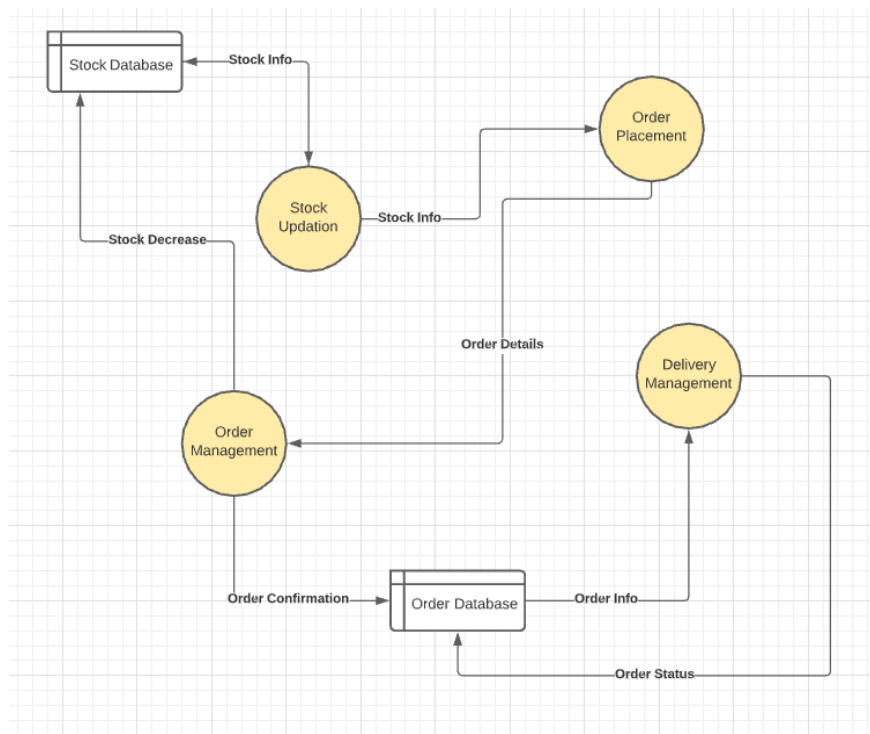 Stock Database
Stock Info
Order
Placement
Stock
Updation
Stock Info
Stock Decrease
Order Details
Delivery
Management
Order
Management
Order Confirmation
Order Database
Order Info
Order Status